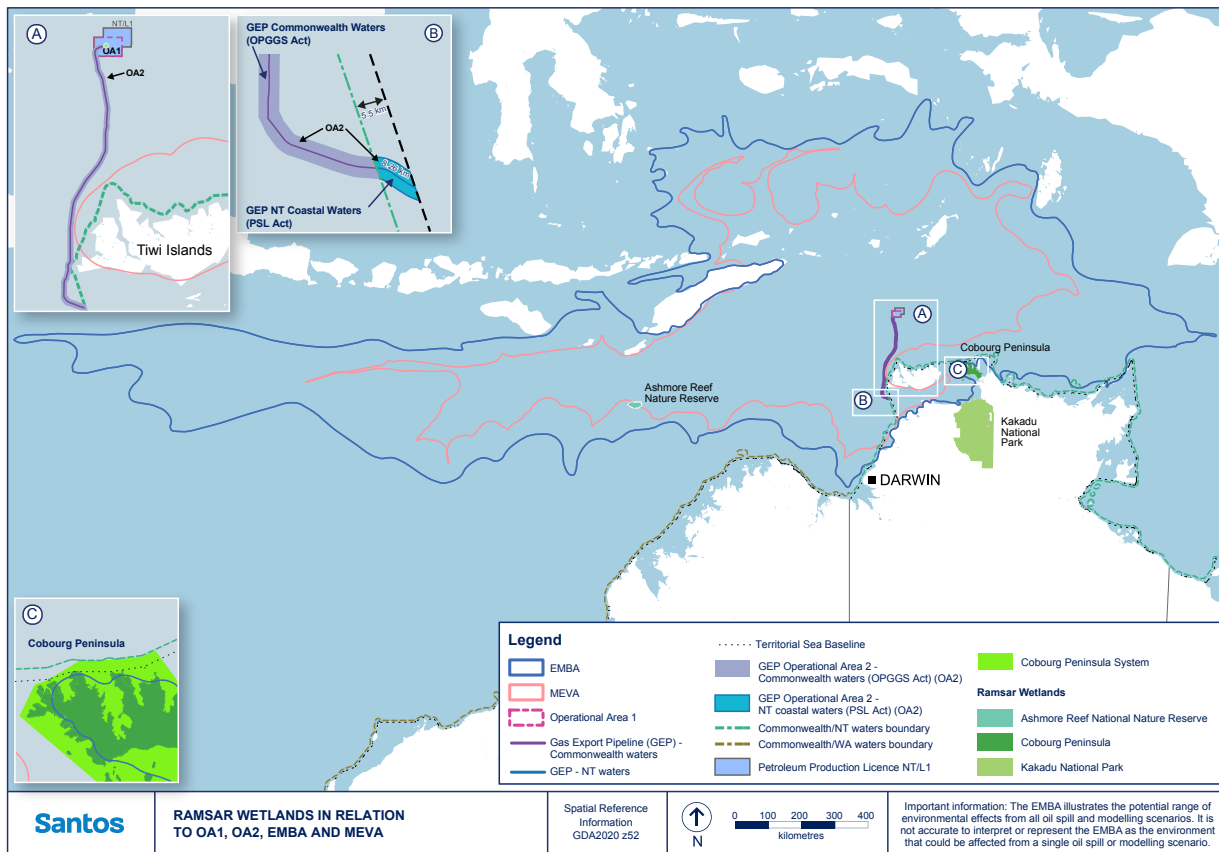 A
NT/L1
OA1
OA2
Tiwi Islands
GEP Commonwealth Waters
(OPGGS Act)
B
5.5 km
OA2
8.26 km
GEP NT Coastal Waters
(PSL Act)
A
Cobourg Peninsula
C
B
Ashmore Reef
Nature Reserve
Kakadu
National
Park
DARWIN
C
Cobourg Peninsula
Legend
EMBA
MEVA
Operational Area 1
Gas Export Pipeline (GEP) -
Commonwealth waters
GEP - NT waters
Territorial Sea Baseline
GEP Operational Area 2 -
Commonwealth waters (OPGGS Act) (OA2)
GEP Operational Area 2 -
NT coastal waters (PSL Act) (OA2)
Commonwealth/NT waters boundary
Commonwealth/WA waters boundary
Petroleum Production Licence NT/L1
Cobourg Peninsula System
Ramsar Wetlands
Ashmore Reef National Nature Reserve
Cobourg Peninsula
Kakadu National Park
Santos
RAMSAR WETLANDS IN RELATION
TO OA1, OA2, EMBA AND MEVA
Spatial Reference
Information
GDA2020 z52
N
0 100 200 300 400
kilometres
Important information: The EMBA illustrates the potential range of
environmental effects from all oil spill and modelling scenarios. It is
not accurate to interpret or represent the EMBA as the environment
that could be affected from a single oil spill or modelling scenario.